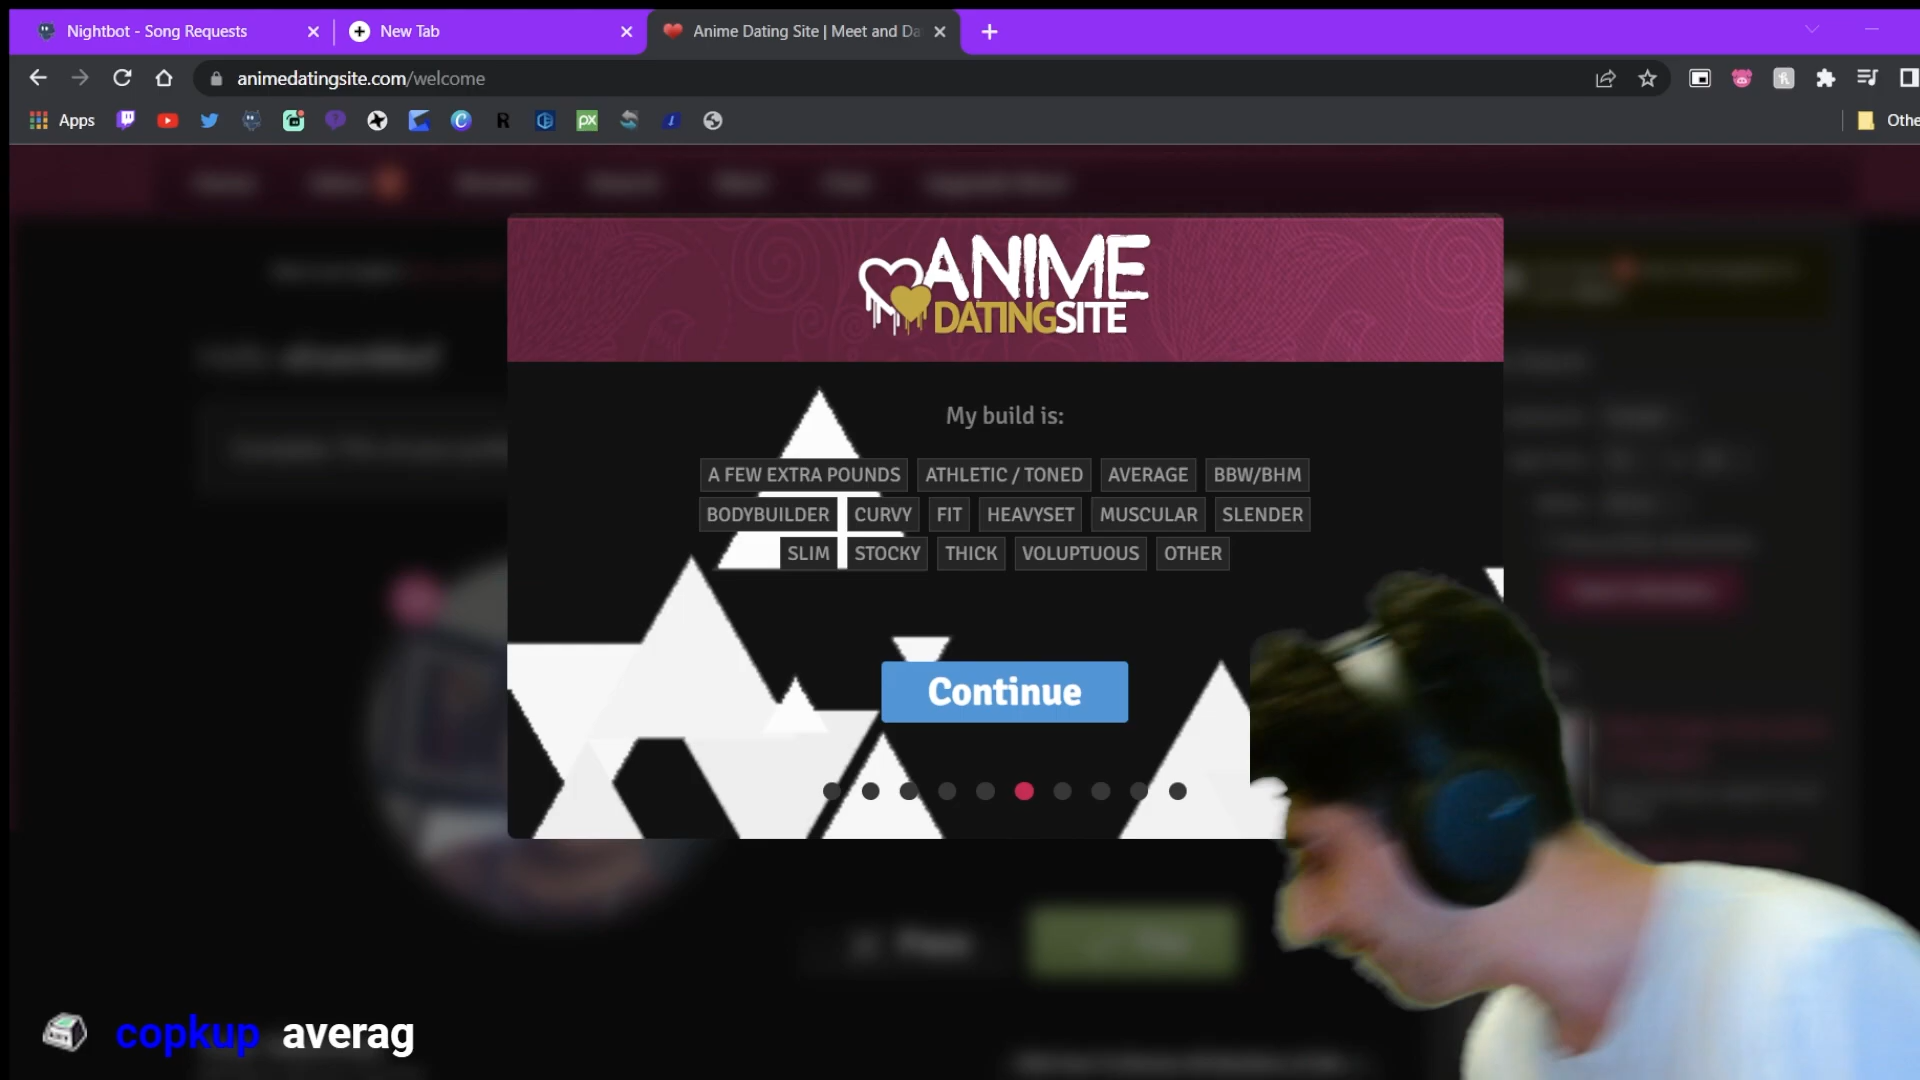 Nightbot - Song Requests
New Tab
Anime Dating Site | Meet and Da
animedatingsite.com/welcome
Apps
Othe
ANIME
DATINGSITE
My build is:
A FEW EXTRA POUNDS ATHLETIC / TONED AVERAGE BBW/BHM
BODYBUILDER CURVY FIT HEAVYSET MUSCULAR SLENDER
SLIM STOCKY THICK VOLUPTUOUS OTHER
Continue
copkup averag